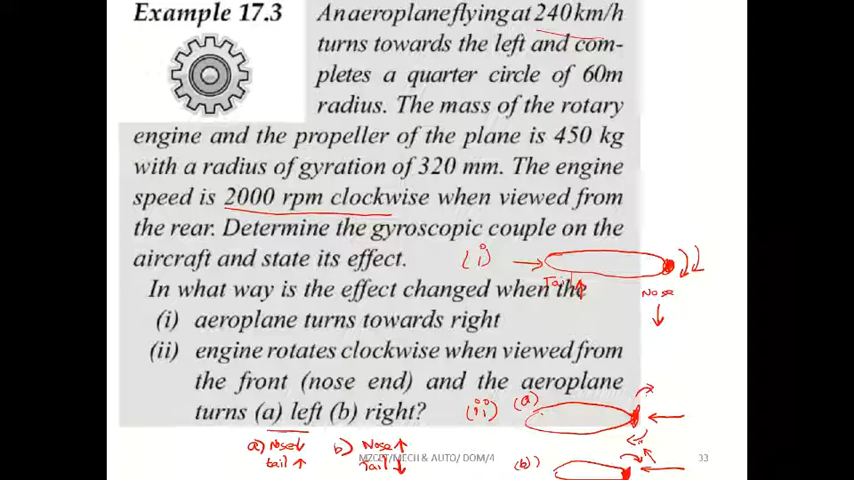 Example 17.3
An aeroplane flying at 240 km/h
turns towards the left and com-
pletes a quarter circle of 60m
radius. The mass of the rotary
engine and the propeller of the plane is 450 kg
with a radius of gyration of 320 mm. The engine
speed is 2000 rpm clockwise when viewed from
the rear. Determine the gyroscopic couple on the
aircraft and state its effect.
(i)
Tail ↑
Nose
↓
In what way is the effect changed when the
(i) aeroplane turns towards right
(ii) engine rotates clockwise when viewed from
the front (nose end) and the aeroplane
turns (a) left (b) right?
(ii) (a)
a) Nose↓ b) Nose ↑
tail ↑ Tail ↓
(b)
MZCET/MECH & AUTO/ DOM/4
33